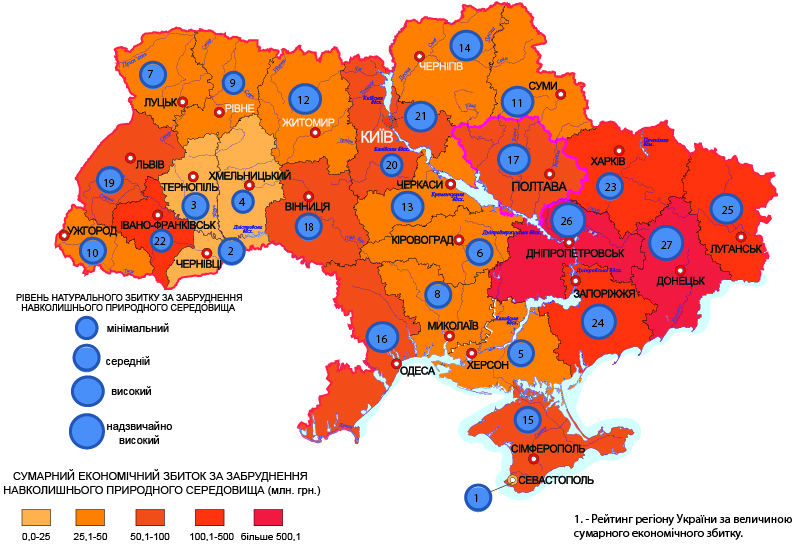 14
ЧЕРНІГІВ
7
9
СУМИ
12
11
ЛУЦЬК
РІВНЕ
21
ЖИТОМИР
КИЇВ
ЛЬВІВ
20
17
ХАРКІВ
ХМЕЛЬНИЦЬКИЙ
19
ТЕРНОПІЛЬ
ЧЕРКАСИ
ПОЛТАВА
23
3
4
ВІННИЦЯ
13
25
ІВАНО-ФРАНКІВСЬК
18
26
УЖГОРОД
22
КІРОВОГРАД
27
ЛУГАНСЬК
10
2
6
ДНІПРОПЕТРОВСЬК
ЧЕРНІВЦІ
ДОНЕЦЬК
8
ЗАПОРІЖЖЯ
РІВЕНЬ НАТУРАЛЬНОГО ЗБИТКУ ЗА ЗАБРУДНЕННЯ
НАВКОЛИШНЬОГО ПРИРОДНОГО СЕРЕДОВИЩА
24
МИКОЛАЇВ
мінімальний
16
5
середній
ХЕРСОН
ОДЕСА
високий
15
надзвичайно
високий
СІМФЕРОПОЛЬ
СУМАРНИЙ ЕКОНОМІЧНИЙ ЗБИТОК ЗА ЗАБРУДНЕННЯ
НАВКОЛИШНЬОГО ПРИРОДНОГО СЕРЕДОВИЩА (млн. грн.)
СЕВАСТОПОЛЬ
1
0,0-25
25,1-50
50,1-100
100,1-500
більше 500,1
1. - Рейтинг регіону України за величиною
сумарного економічного збитку.